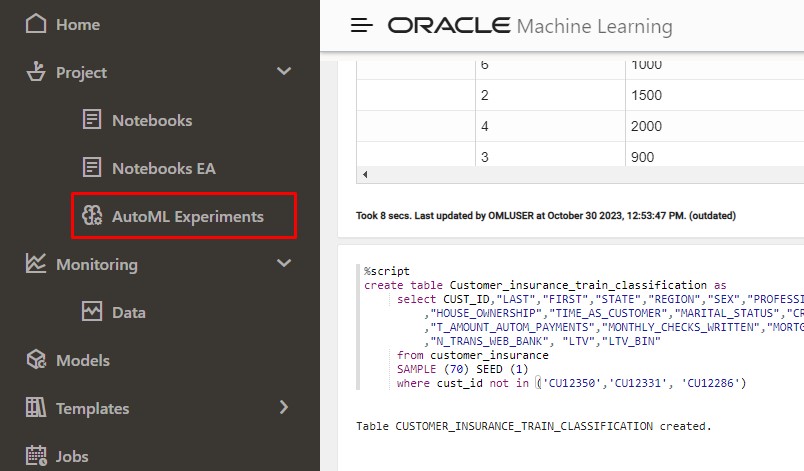 Home
Project
Notebooks
Notebooks EA
AutoML Experiments
Monitoring
Data
Models
Templates
Jobs
ORACLE Machine Learning
6 1000
2 1500
4 2000
3 900
Took 8 secs. Last updated by OMLUSER at October 30 2023, 12:53:47 PM. (outdated)
%script
create table Customer_insurance_train_classification as
select CUST_ID,"LAST","FIRST","STATE","REGION","SEX","PROFESSI
,"HOUSE_OWNERSHIP","TIME_AS_CUSTOMER","MARITAL_STATUS","CR
,"T_AMOUNT_AUTOM_PAYMENTS","MONTHLY_CHECKS_WRITTEN","MORTG
,"N_TRANS_WEB_BANK", "LTV","LTV_BIN"
from customer_insurance
SAMPLE (70) SEED (1)
where cust_id not in ('CU12350','CU12331', 'CU12286')
Table CUSTOMER_INSURANCE_TRAIN_CLASSIFICATION created.